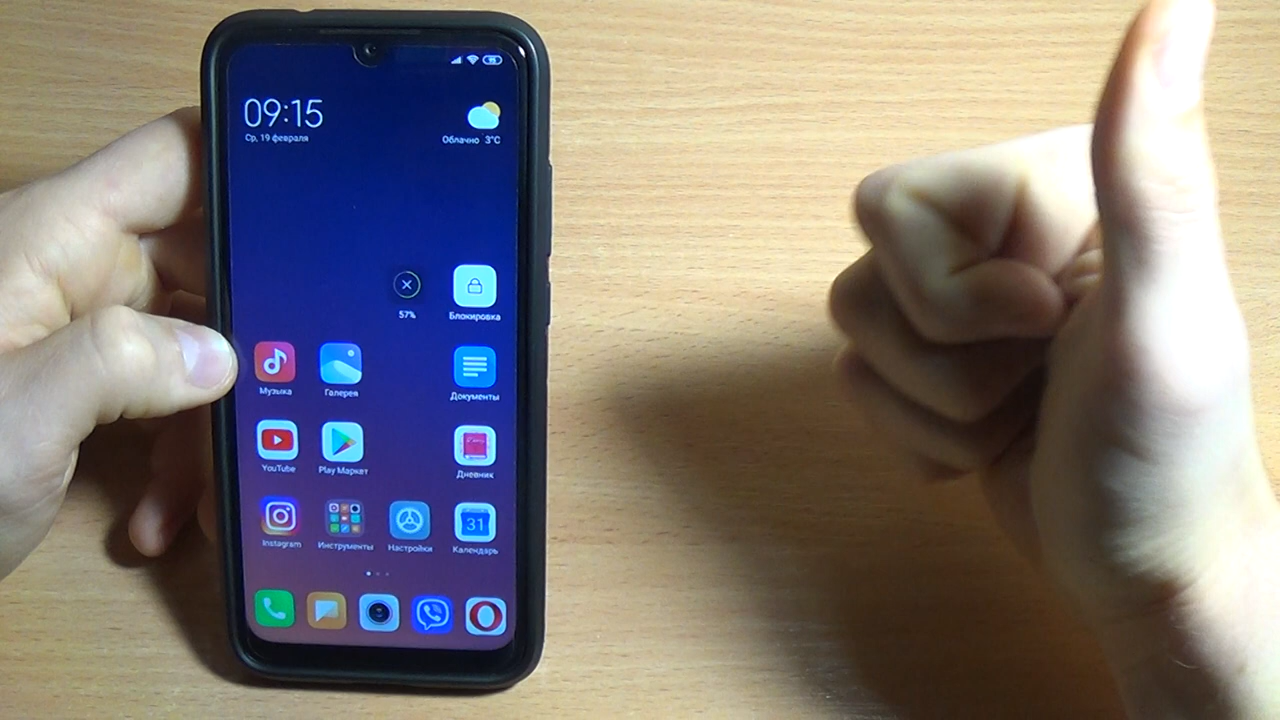 09:15
Ср, 19 февраля
Облачно 3°C
57%
Блокировка
Музыка
Галерея
Документы
YouTube
Play Маркет
Дневник
31
Instagram
Инструменты
Настройки
Календарь